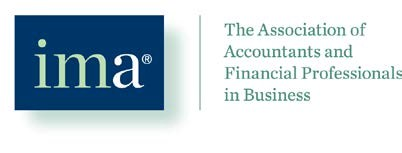 ima®
The Association of
Accountants and
Financial Professionals
in Business